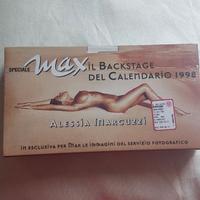 SPECIALE max IL BACKSTAGE
DEL CALENDARIO 1998
ALESSIA MARCUZZI
IN ESCLUSIVA PER MAX LE IMMAGINI DEL SERVIZIO FOTOGRAFICO